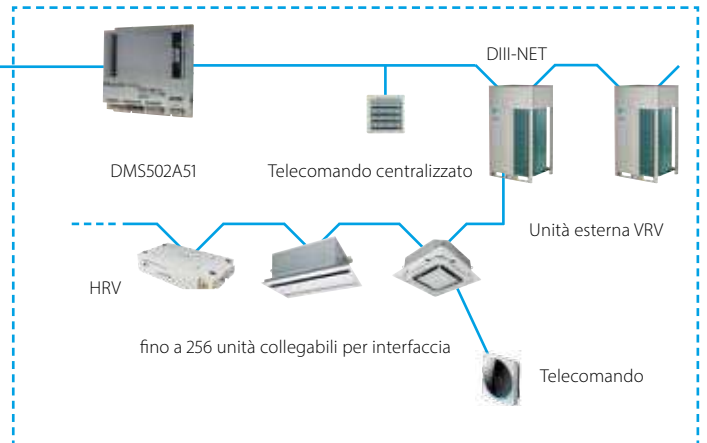 DIII-NET
DMS502A51
Telecomando centralizzato
Unità esterna VRV
HRV
fino a 256 unità collegabili per interfaccia
Telecomando